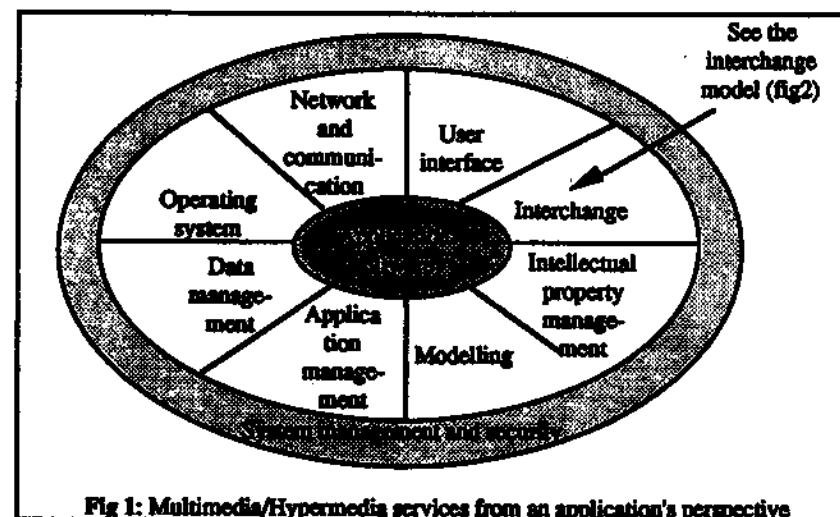 See the
interchange
model (fig2)
Network
and
communi-
cation
User
interface
Operating
system
Interchange
Data
manage-
ment
Intellectual
property
manage-
ment
Applica
tion
manage-
ment
Modelling
System management and security
Fig 1: Multimedia/Hypermedia services from an application's perspective